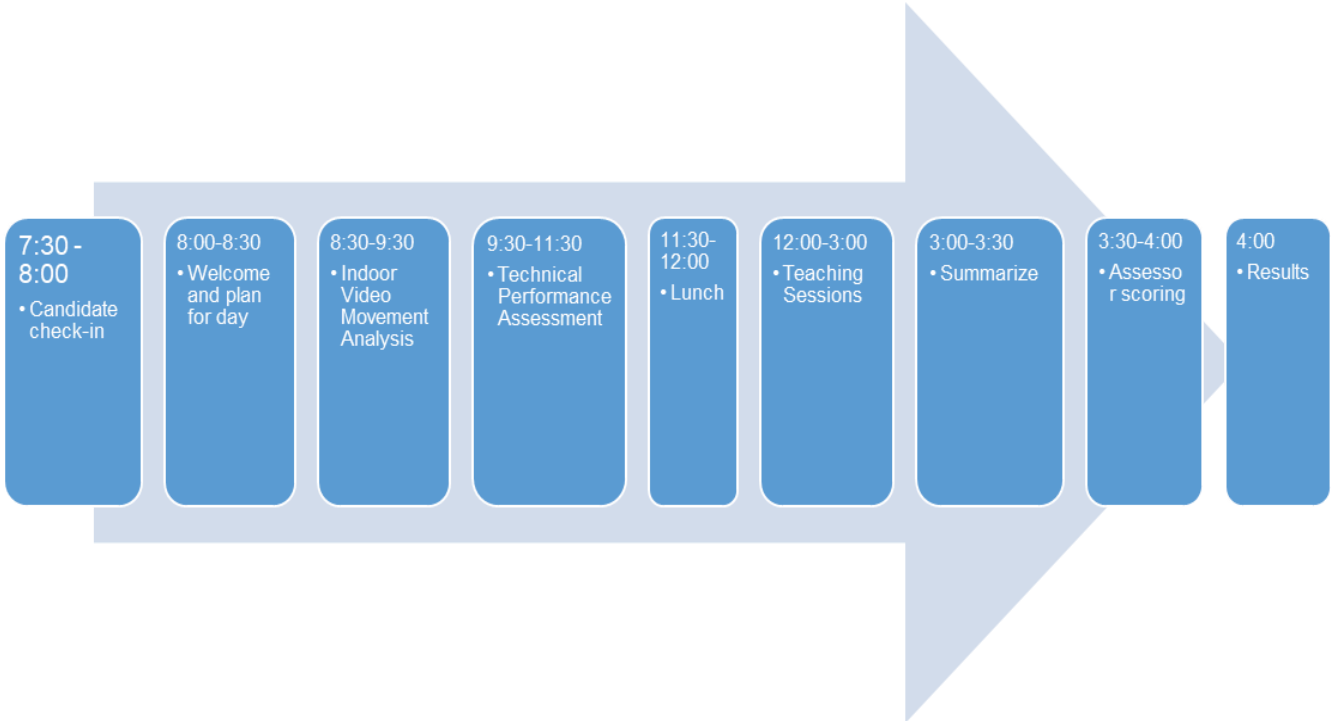 7:30 -
8:00
• Candidate
check-in
8:00-8:30
• Welcome
and plan
for day
8:30-9:30
• Indoor
Video
Movement
Analysis
9:30-11:30
• Technical
Performance
Assessment
11:30-
12:00
• Lunch
12:00-3:00
• Teaching
Sessions
3:00-3:30
• Summarize
3:30-4:00
• Assesso
r scoring
4:00
• Results